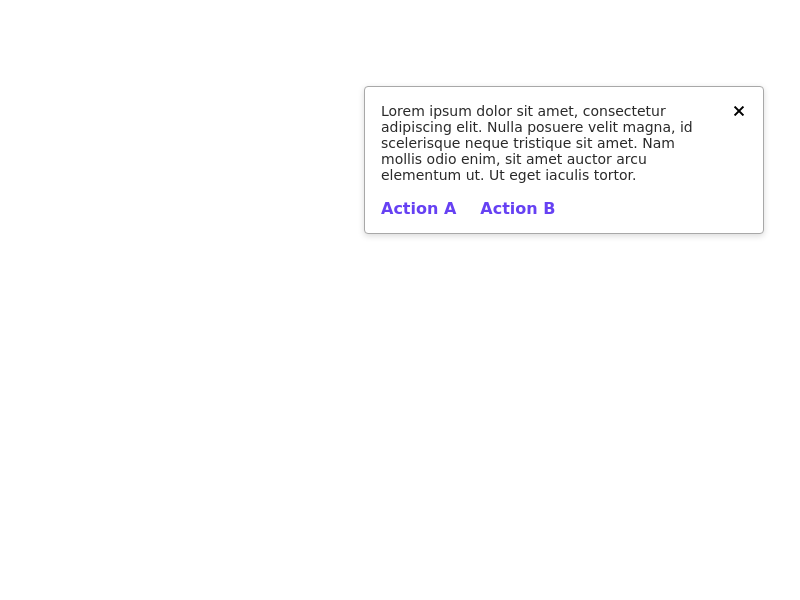 Lorem ipsum dolor sit amet, consectetur
adipiscing elit. Nulla posuere velit magna, id
scelerisque neque tristique sit amet. Nam
mollis odio enim, sit amet auctor arcu
elementum ut. Ut eget iaculis tortor.
Action A Action B